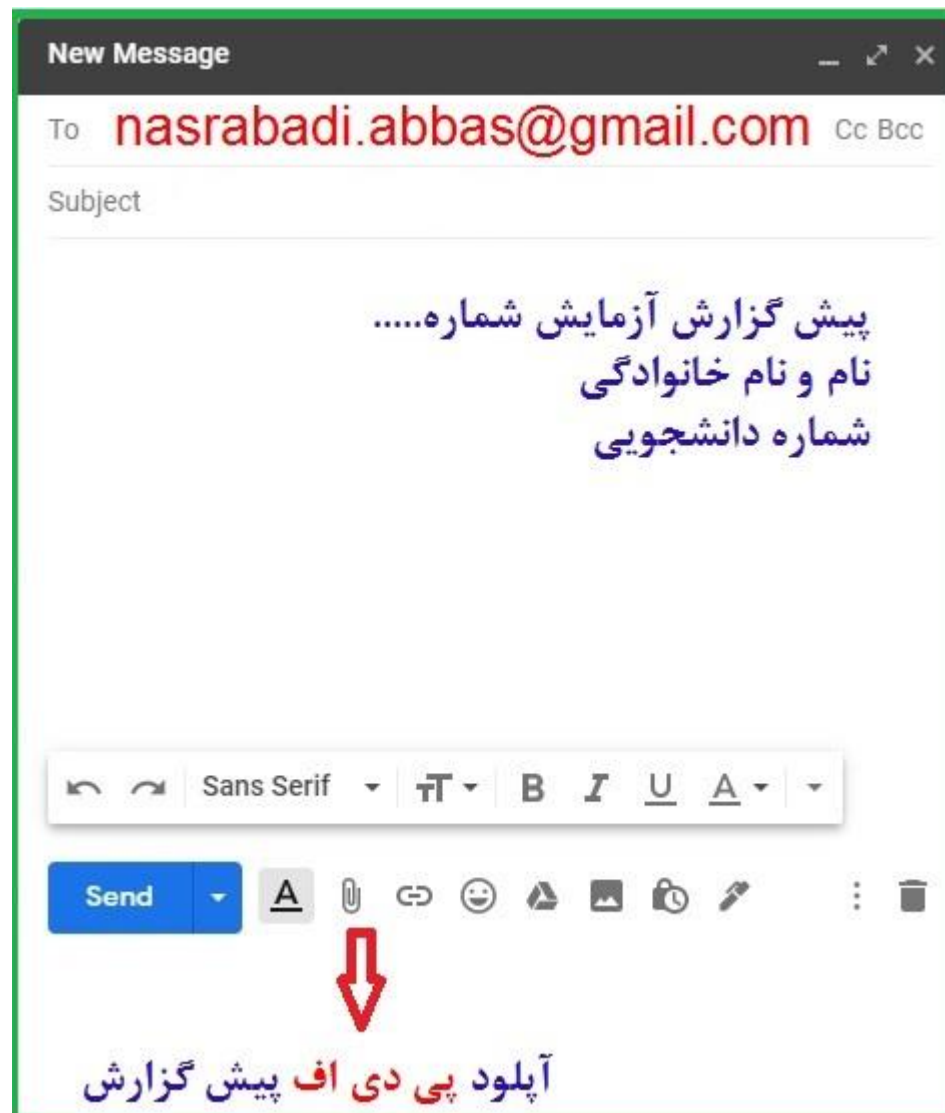 New Message
To nasrabadi.abbas@gmail.com Cc Bcc
Subject
پیش گزارش آزمایش شماره.....
نام و نام خانوادگی
شماره دانشجویی
Sans Serif T B I U A
Send A
آپلود پی دی اف پیش گزارش